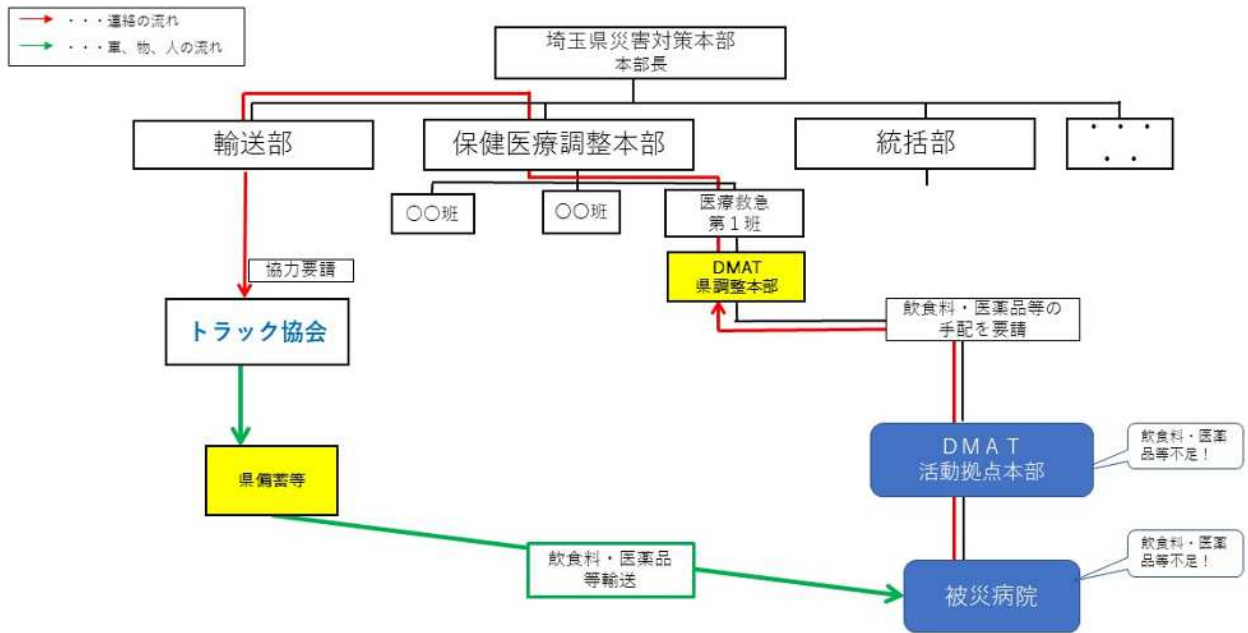 ・・・連絡の流れ
・・・車、物、人の流れ
埼玉県災害対策本部
本部長
輸送部
保健医療調整本部
統括部
・・・
・・
〇〇班
〇〇班
医療救急
第１班
DMAT
県調整本部
協力要請
トラック協会
飲食料・医薬品等の
手配を要請
県備蓄等
ＤＭＡＴ
活動拠点本部
飲食料・医薬
品等不足！
飲食料・医薬品
等輸送
被災病院
飲食料・医薬
品等不足！